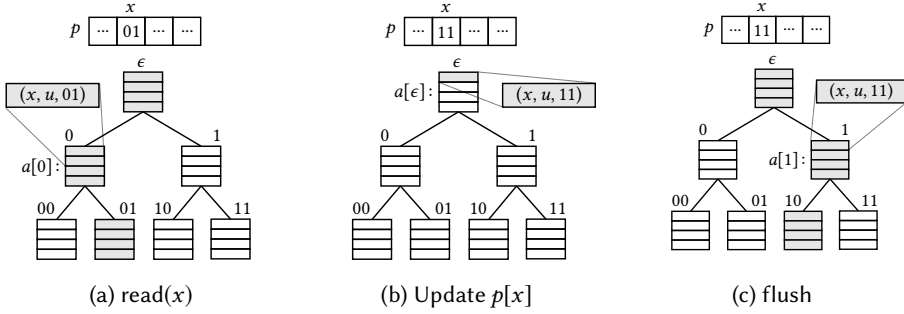 x
p ... 01 ... ...
ϵ
(x, u, 01)
0 1
a[0] :
00 01 10 11
(a) read(x)
x
p ... 11 ... ...
ϵ
a[ϵ] : (x, u, 11)
0 1
00 01 10 11
(b) Update p[x]
x
p ... 11 ... ...
ϵ
(x, u, 11)
0 1
a[1] :
00 01 10 11
(c) flush